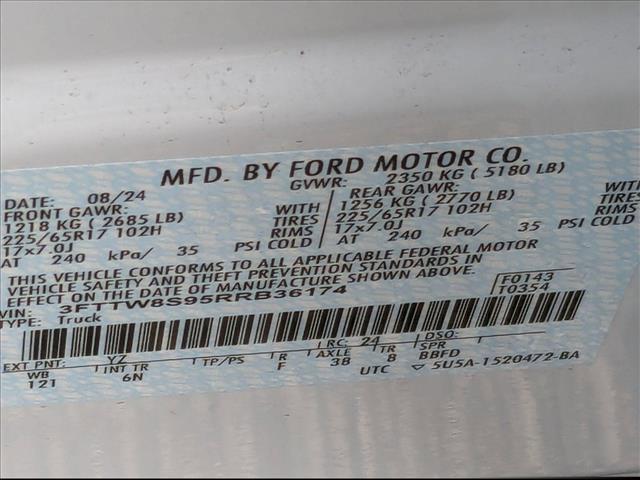 MFD. BY FORD MOTOR CO.
DATE: 08/24 GVWR: 2350 KG ( 5180 LB)
FRONT GAWR: REAR GAWR:
1218 KG ( 2685 LB) WITH 1256 KG ( 2770 LB) WITH
225/65R17 102H TIRES 225/65R17 102H TIRES
17x7.0J RIMS 17x7.0J RIMS
AT 240 kPa/ 35 PSI COLD AT 240 kPa/ 35 PSI COLD
THIS VEHICLE CONFORMS TO ALL APPLICABLE FEDERAL MOTOR
VEHICLE SAFETY AND THEFT PREVENTION STANDARDS IN
EFFECT ON THE DATE OF MANUFACTURE SHOWN ABOVE.
VIN: 3FTTW8S95RRB36174 F0143
TYPE: Truck T0354
EXT PNT: YZ RC: 24 DSO:
WB INT TR TP/PS R AXLE TR SPR
121 6N F 38 8 BBFD
UTC ▽ 5U5A-1520472-BA